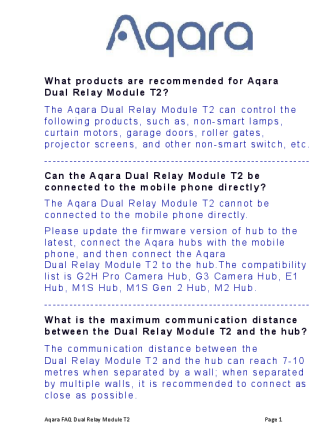 Aqara
What products are recommended for Aqara
Dual Relay Module T2?
The Aqara Dual Relay Module T2 can control the
following products, such as, non-smart lamps,
curtain motors, garage doors, roller gates,
projector screens, and other non-smart switch, etc.
Can the Aqara Dual Relay Module T2 be
connected to the mobile phone directly?
The Aqara Dual Relay Module T2 cannot be
connected to the mobile phone directly.
Please update the firmware version of hub to the
latest, connect the Aqara hubs with the mobile
phone, and then connect the Aqara
Dual Relay Module T2 to the hub.The compatibility
list is G2H Pro Camera Hub, G3 Camera Hub, E1
Hub, M1S Hub, M1S Gen 2 Hub, M2 Hub.
What is the maximum communication distance
between the Dual Relay Module T2 and the hub?
The communication distance between the
Dual Relay Module T2 and the hub can reach 7-10
metres when separated by a wall; when separated
by multiple walls, it is recommended to connect as
close as possible.
Aqara FAQ, Dual Relay Module T2 Page 1